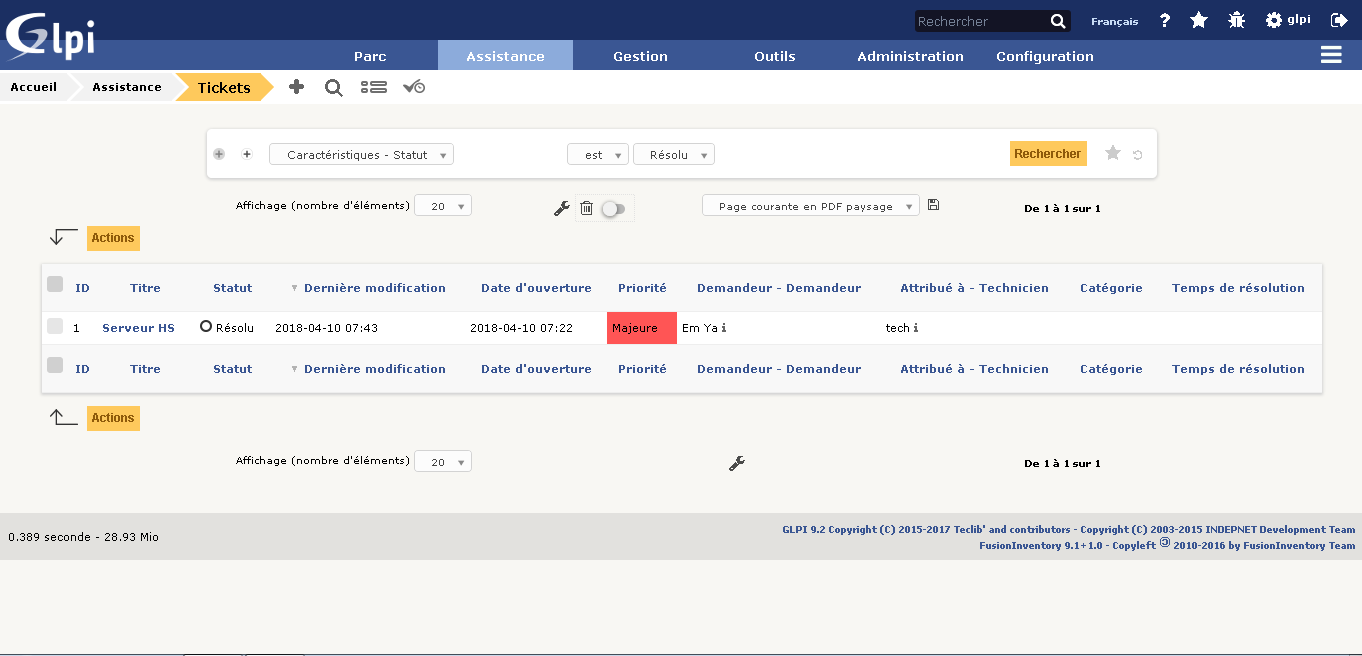 Glpi
Rechercher Français ? glpi
Parc Assistance Gestion Outils Administration Configuration
Accueil Assistance Tickets
Caractéristiques - Statut est Résolu Rechercher
Affichage (nombre d'éléments) 20 Page courante en PDF paysage De 1 à 1 sur 1
Actions
ID Titre Statut Dernière modification Date d'ouverture Priorité Demandeur - Demandeur Attribué à - Technicien Catégorie Temps de résolution
1 Serveur HS Résolu 2018-04-10 07:43 2018-04-10 07:22 Majeure Em Ya i tech i
ID Titre Statut Dernière modification Date d'ouverture Priorité Demandeur - Demandeur Attribué à - Technicien Catégorie Temps de résolution
Actions
Affichage (nombre d'éléments) 20 De 1 à 1 sur 1
GLPI 9.2 Copyright (C) 2015-2017 Teclib' and contributors - Copyright (C) 2003-2015 INDEPNET Development Team
0.389 seconde - 28.93 Mio
FusionInventory 9.1+1.0 - Copyleft © 2010-2016 by FusionInventory Team